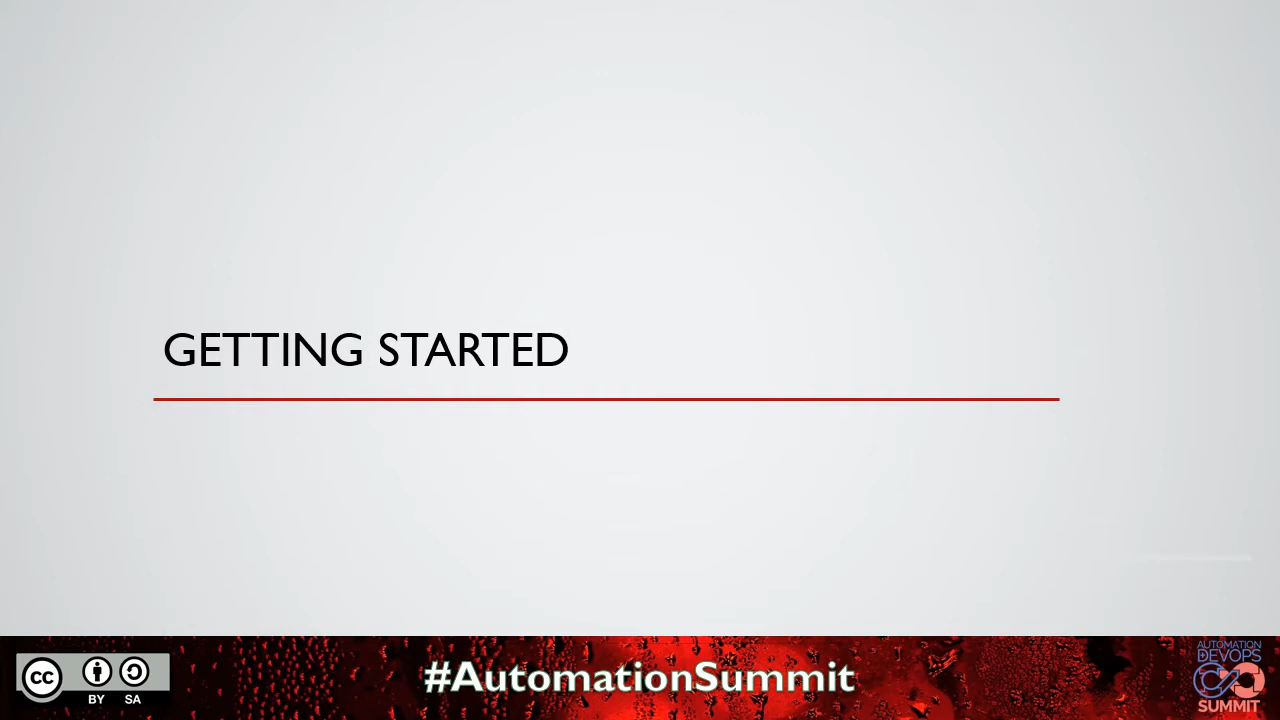 GETTING STARTED
cc
BY SA
#AutomationSummit
AUTOMATION
DEVOPS
SUMMIT